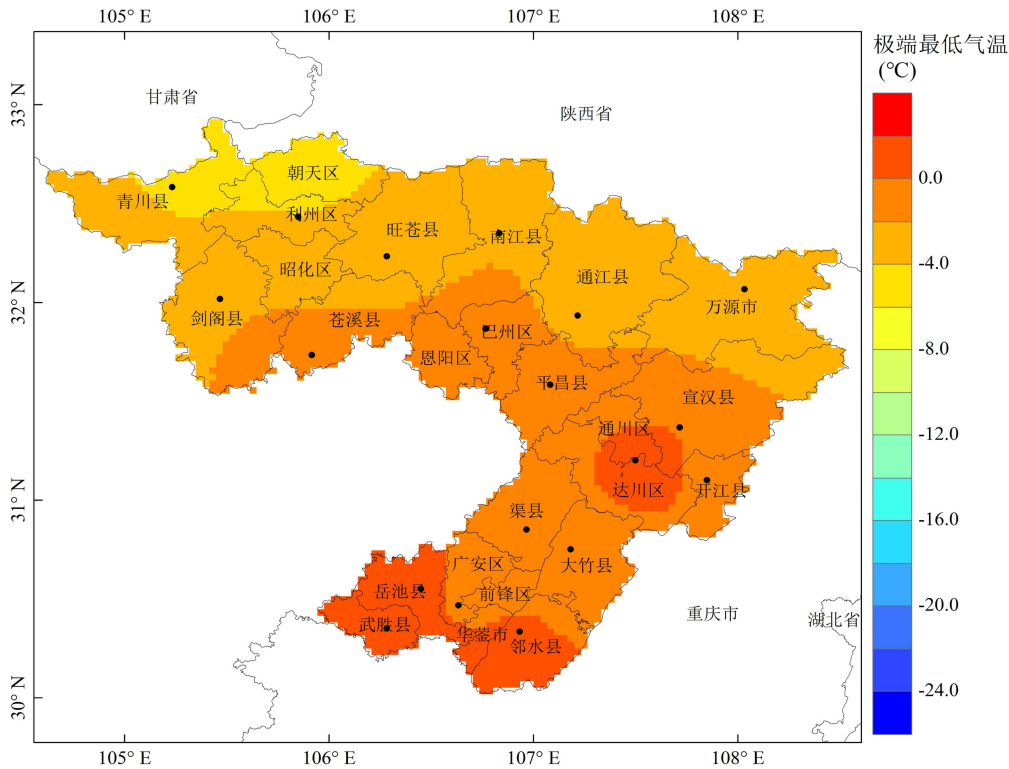 105° E 106° E 107° E 108° E
极端最低气温
(℃)
33° N
32° N
31° N
30° N
甘肃省
陕西省
朝天区
青川县
利州区
旺苍县
南江县
昭化区
通江县
万源市
剑阁县
苍溪县
巴州区
恩阳区
平昌县
宣汉县
通川区
达川区
开江县
渠县
广安区
大竹县
岳池县
前锋区
武胜县
华蓥市
邻水县
重庆市
湖北省
0.0
-4.0
-8.0
-12.0
-16.0
-20.0
-24.0
105° E 106° E 107° E 108° E